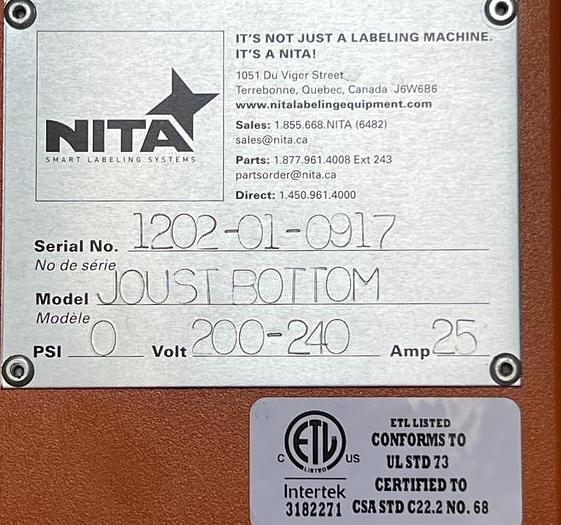 IT'S NOT JUST A LABELING MACHINE.
IT'S A NITA!
1051 Du Viger Street
Terrebonne, Quebec, Canada J6W6B6
www.nitalabelingequipment.com
Sales: 1.855.668.NITA (6482)
sales@nita.ca
Parts: 1.877.961.4008 Ext 243
partsorder@nita.ca
Direct: 1.450.961.4000
NITA
SMART LABELING SYSTEMS
Serial No. 1202-01-0917
No de série
Model JOUST BOTTOM
Modèle
PSI 0 Volt 200-240 Amp 25
ETL LISTED
CONFORMS TO
UL STD 73
CERTIFIED TO
CSA STD C22.2 NO. 68
C ETL US
LISTED
Intertek
3182271